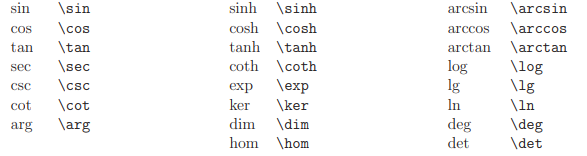 sin \sin sinh \sinh arcsin \arcsin
cos \cos cosh \cosh arccos \arccos
tan \tan tanh \tanh arctan \arctan
sec \sec coth \coth log \log
csc \csc exp \exp lg \lg
cot \cot ker \ker ln \ln
arg \arg dim \dim deg \deg
hom \hom det \det